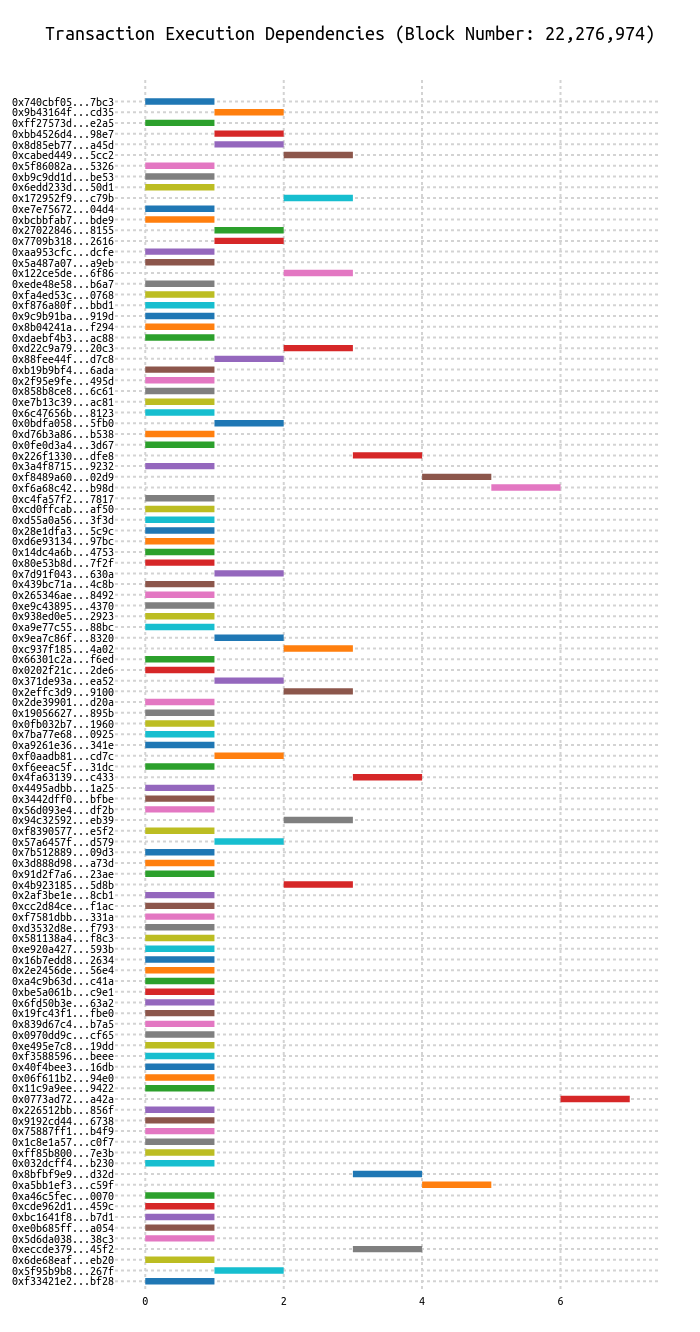 Transaction Execution Dependencies (Block Number: 22,276,974)
0x740cbf05...7bc3
0x9b43164f...cd35
0xff27573d...e2a5
0xbb4526d4...98e7
0x8d85eb77...a45d
0xcabed449...5cc2
0x5f86082a...5326
0xb9c9dd1d...be53
0x6edd233d...50d1
0x172952f9...c79b
0xe7e75672...04d4
0xbcbbfab7...bde9
0x27022846...8155
0x7709b318...2616
0xaa953cfc...dcfe
0x5a487a07...a9eb
0x122ce5de...6f86
0xede48e58...b6a7
0xfa4ed53c...0768
0xf876a80f...bbd1
0x9c9b91ba...919d
0x8b04241a...f294
0xdaebf4b3...ac88
0xd22c9a79...20c3
0x88fee44f...d7c8
0xb19b9bf4...6ada
0x2f95e9fe...495d
0x858b8ce8...6c61
0xe7b13c39...ac81
0x6c47656b...8123
0x0bdfa058...5fb0
0xd76b3a86...b538
0x0fe0d3a4...3d67
0x226f1330...dfe8
0x3a4f8715...9232
0xf8489a60...02d9
0xf6a68c42...b98d
0xc4fa57f2...7817
0xcd0ffcab...af50
0xd55a0a56...3f3d
0x28e1dfa3...5c9c
0xd6e93134...97bc
0x14dc4a6b...4753
0x80e53b8d...7f2f
0x7d91f043...630a
0x439bc71a...4c8b
0x265346ae...8492
0xe9c43895...4370
0x938ed0e5...2923
0xa9e77c55...88bc
0x9ea7c86f...8320
0xc937f185...4a02
0x66301c2a...f6ed
0x0202f21c...2de6
0x371de93a...ea52
0x2effc3d9...9100
0x2de39901...d20a
0x19056627...895b
0x0fb032b7...1960
0x7ba77e68...0925
0xa9261e36...341e
0xf0aadb81...cd7c
0xf6eeac5f...31dc
0x4fa63139...c433
0x4495adbb...1a25
0x3442dff0...bfbe
0x56d093e4...df2b
0x94c32592...eb39
0xf8390577...e5f2
0x57a6457f...d579
0x7b512889...09d3
0x3d888d98...a73d
0x91d2f7a6...23ae
0x4b923185...5d8b
0x2af3be1e...8cb1
0xcc2d84ce...f1ac
0xf7581dbb...331a
0xd3532d8e...f793
0x581138a4...f8c3
0xe920a427...593b
0x16b7edd8...2634
0x2e2456de...56e4
0xa4c9b63d...c41a
0xbe5a061b...c9e1
0x6fd50b3e...63a2
0x19fc43f1...fbe0
0x839d67c4...b7a5
0x0970dd9c...cf65
0xe495e7c8...19dd
0xf3588596...beee
0x40f4bee3...16db
0x06f611b2...94e0
0x11c9a9ee...9422
0x0773ad72...a42a
0x226512bb...856f
0x9192cd44...6738
0x75887ff1...b4f9
0x1c8e1a57...c0f7
0xff85b800...7e3b
0x032dcff4...b230
0x8bfbf9e9...d32d
0xa5bb1ef3...c59f
0xa46c5fec...0070
0xcde962d1...459c
0xbc1641f8...b7d1
0xe0b685ff...a054
0x5d6da038...38c3
0xeccde379...45f2
0x6de68eaf...eb20
0x5f95b9b8...267f
0xf33421e2...bf28
0 2 4 6